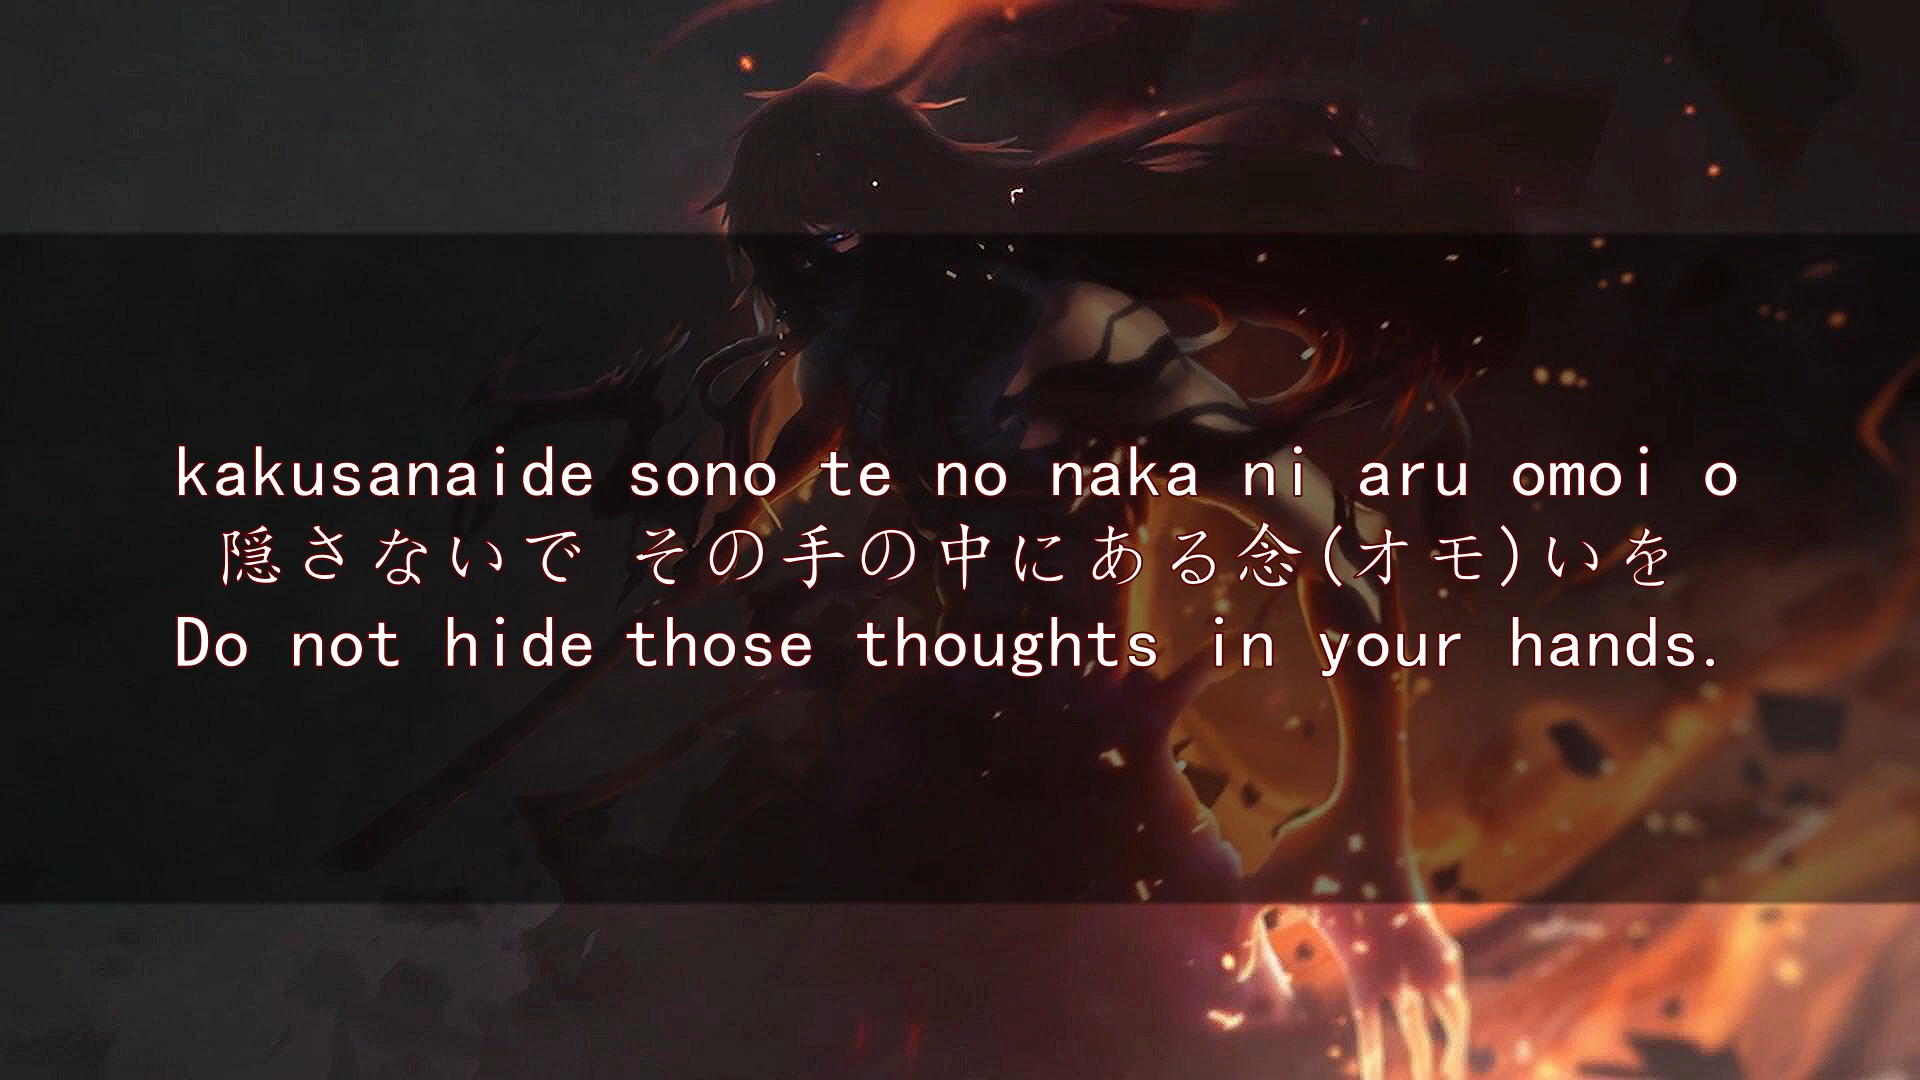 kakusanaide sono te no naka ni aru omoi o
隠さないで その手の中にある念(オモ)いを
Do not hide those thoughts in your hands.